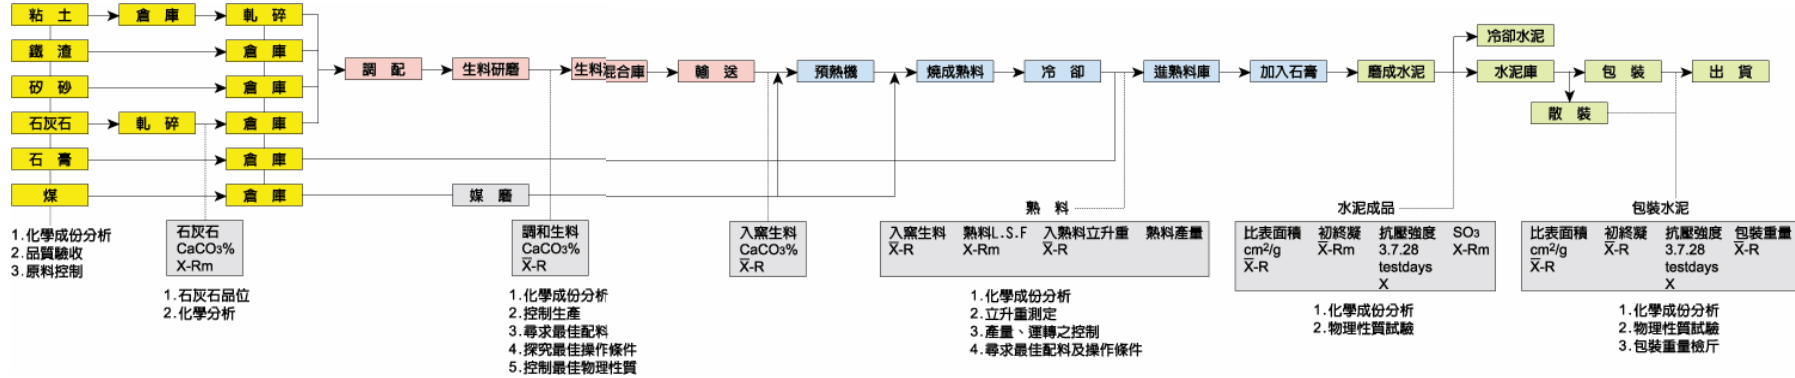 粘土
倉庫
軋碎
鐵渣
倉庫
矽砂
倉庫
石灰石
軋碎
倉庫
石膏
倉庫
煤
倉庫
調配
生料研磨
生料
混合庫
輸送
預熱機
燒成熟料
冷卻
進熟料庫
加入石膏
磨成水泥
冷卻水泥
水泥庫
包裝
出貨
散裝
媒磨
1.化學成份分析
2.品質驗收
3.原料控制
石灰石
CaCO3%
X-Rm
1.石灰石品位
2.化學分析
調和生料
CaCO3%
X̅-R
1.化學成份分析
2.控制生產
3.尋求最佳配料
4.探究最佳操作條件
5.控制最佳物理性質
入窯生料
CaCO3%
X̅-R
熟料
入窯生料 熟料L.S.F 入熟料立升重 熟料產量
X̅-R X-Rm X̅-R
1.化學成份分析
2.立升重測定
3.產量、運轉之控制
4.尋求最佳配料及操作條件
水泥成品
比表面積 初終凝 抗壓強度 SO3
cm²/g X̅-Rm 3.7.28 X-Rm
X̅-R testdays
X
1.化學成份分析
2.物理性質試驗
包裝水泥
比表面積 初終凝 抗壓強度 包裝重量
cm²/g X̅-R 3.7.28 X̅-R
X̅-R testdays
X
1.化學成份分析
2.物理性質試驗
3.包裝重量檢斤